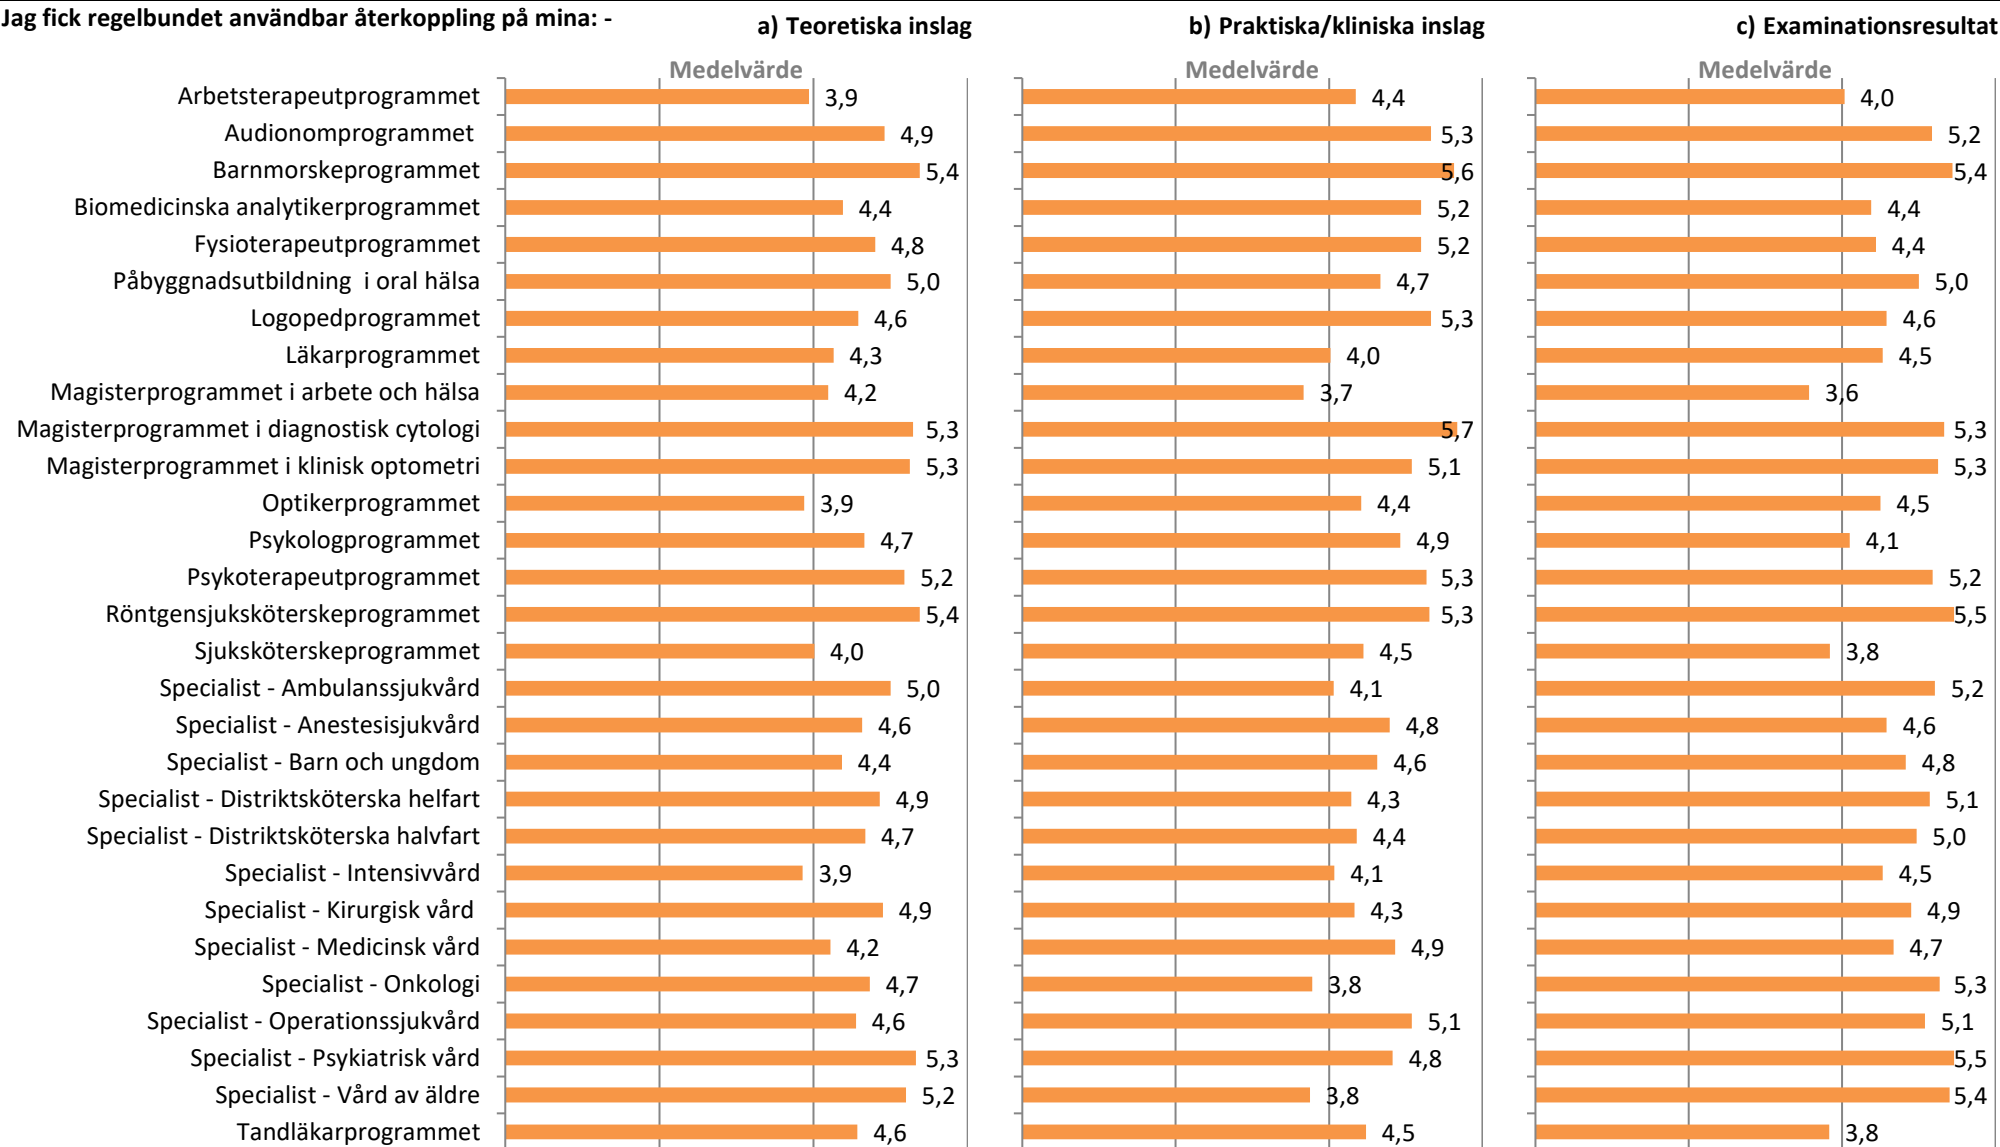 Jag fick regelbundet användbar återkoppling på mina: -
a) Teoretiska inslag b) Praktiska/kliniska inslag c) Examinationsresultat
Medelvärde Medelvärde Medelvärde
Arbetsterapeutprogrammet 3,9 4,4 4,0
Audionomprogrammet 4,9 5,3 5,2
Barnmorskeprogrammet 5,4 5,6 5,4
Biomedicinska analytikerprogrammet 4,4 5,2 4,4
Fysioterapeutprogrammet 4,8 5,2 4,4
Påbyggnadsutbildning i oral hälsa 5,0 4,7 5,0
Logopedprogrammet 4,6 5,3 4,6
Läkarprogrammet 4,3 4,0 4,5
Magisterprogrammet i arbete och hälsa 4,2 3,7 3,6
Magisterprogrammet i diagnostisk cytologi 5,3 5,7 5,3
Magisterprogrammet i klinisk optometri 5,3 5,1 5,3
Optikerprogrammet 3,9 4,4 4,5
Psykologprogrammet 4,7 4,9 4,1
Psykoterapeutprogrammet 5,2 5,3 5,2
Röntgensjuksköterskeprogrammet 5,4 5,3 5,5
Sjuksköterskeprogrammet 4,0 4,5 3,8
Specialist - Ambulanssjukvård 5,0 4,1 5,2
Specialist - Anestesisjukvård 4,6 4,8 4,6
Specialist - Barn och ungdom 4,4 4,6 4,8
Specialist - Distriktsköterska helfart 4,9 4,3 5,1
Specialist - Distriktsköterska halvfart 4,7 4,4 5,0
Specialist - Intensivvård 3,9 4,1 4,5
Specialist - Kirurgisk vård 4,9 4,3 4,9
Specialist - Medicinsk vård 4,2 4,9 4,7
Specialist - Onkologi 4,7 3,8 5,3
Specialist - Operationssjukvård 4,6 5,1 5,1
Specialist - Psykiatrisk vård 5,3 4,8 5,5
Specialist - Vård av äldre 5,2 3,8 5,4
Tandläkarprogrammet 4,6 4,5 3,8